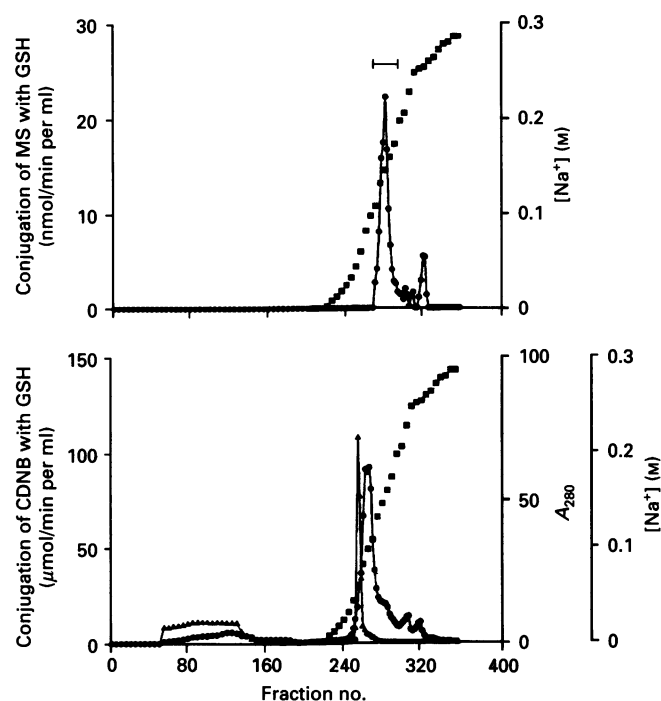 Conjugation of MS with GSH
(nmol/min per ml)
30
20
10
0
0.3
0.2
0.1
0
[Na⁺] (M)
Conjugation of CDNB with GSH
(μmol/min per ml)
150
100
50
0
100
50
0
A₂₈₀
0.3
0.2
0.1
0
[Na⁺] (M)
0 80 160 240 320 400
Fraction no.